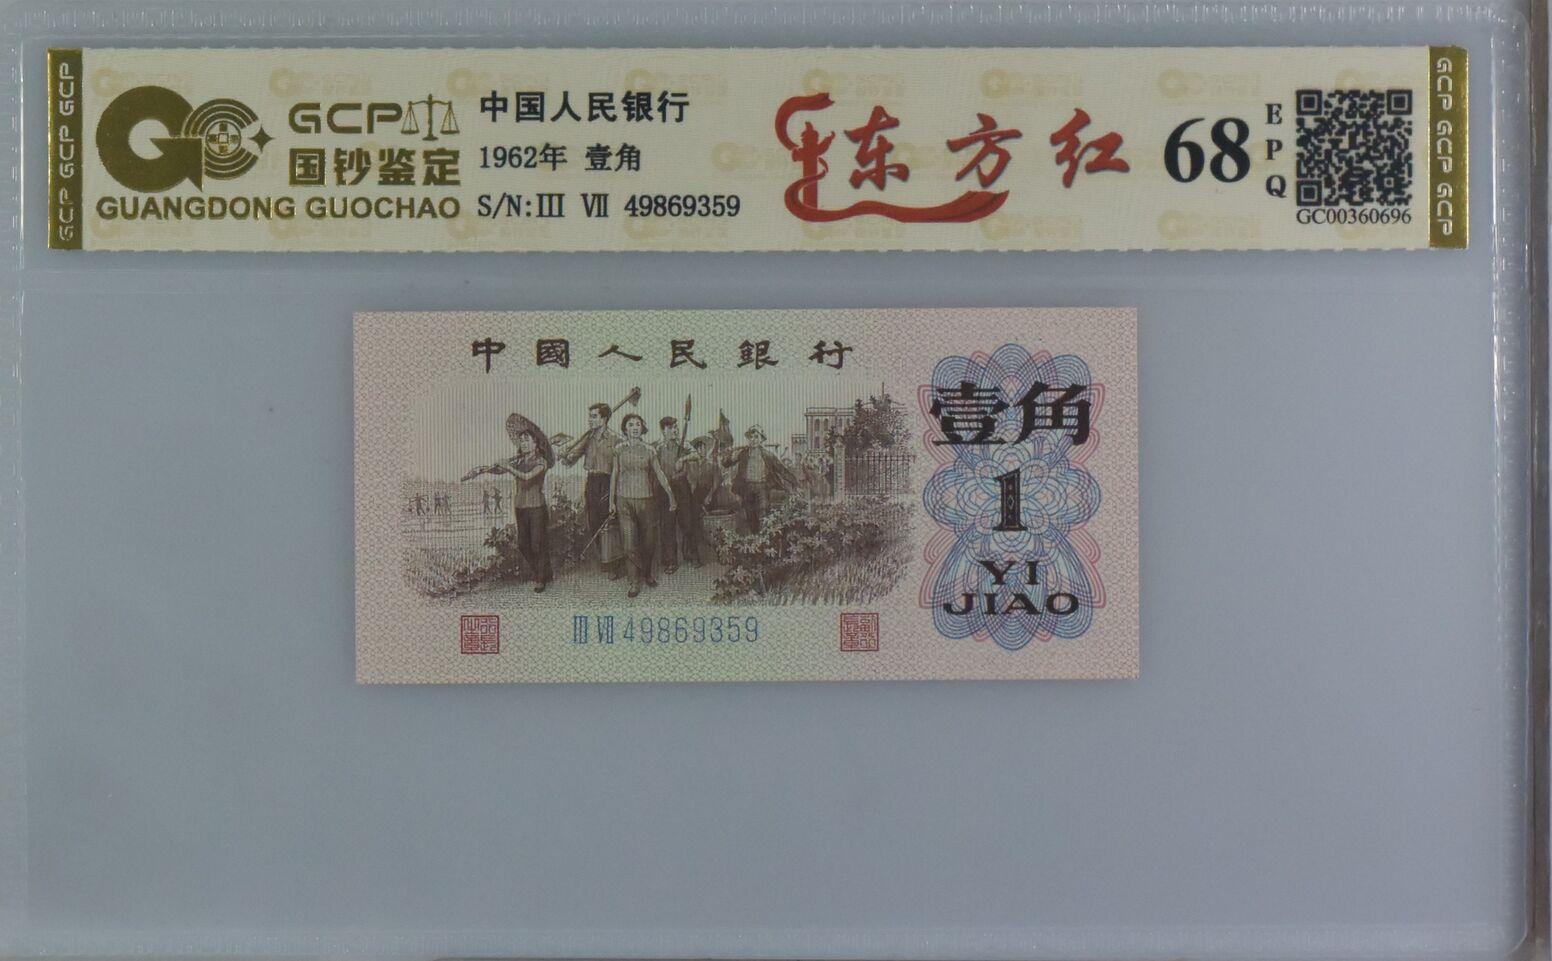 GCP GCP GCP
GCP
国钞鉴定
GUANGDONG GUOCHAO
中国人民银行
1962年 壹角
S/N:Ⅲ Ⅶ 49869359
东方红
68
EPQ
GC00360696
GCP GCP GCP
中國人民銀行
壹角
1
YI
JIAO
Ⅲ Ⅶ 49869359